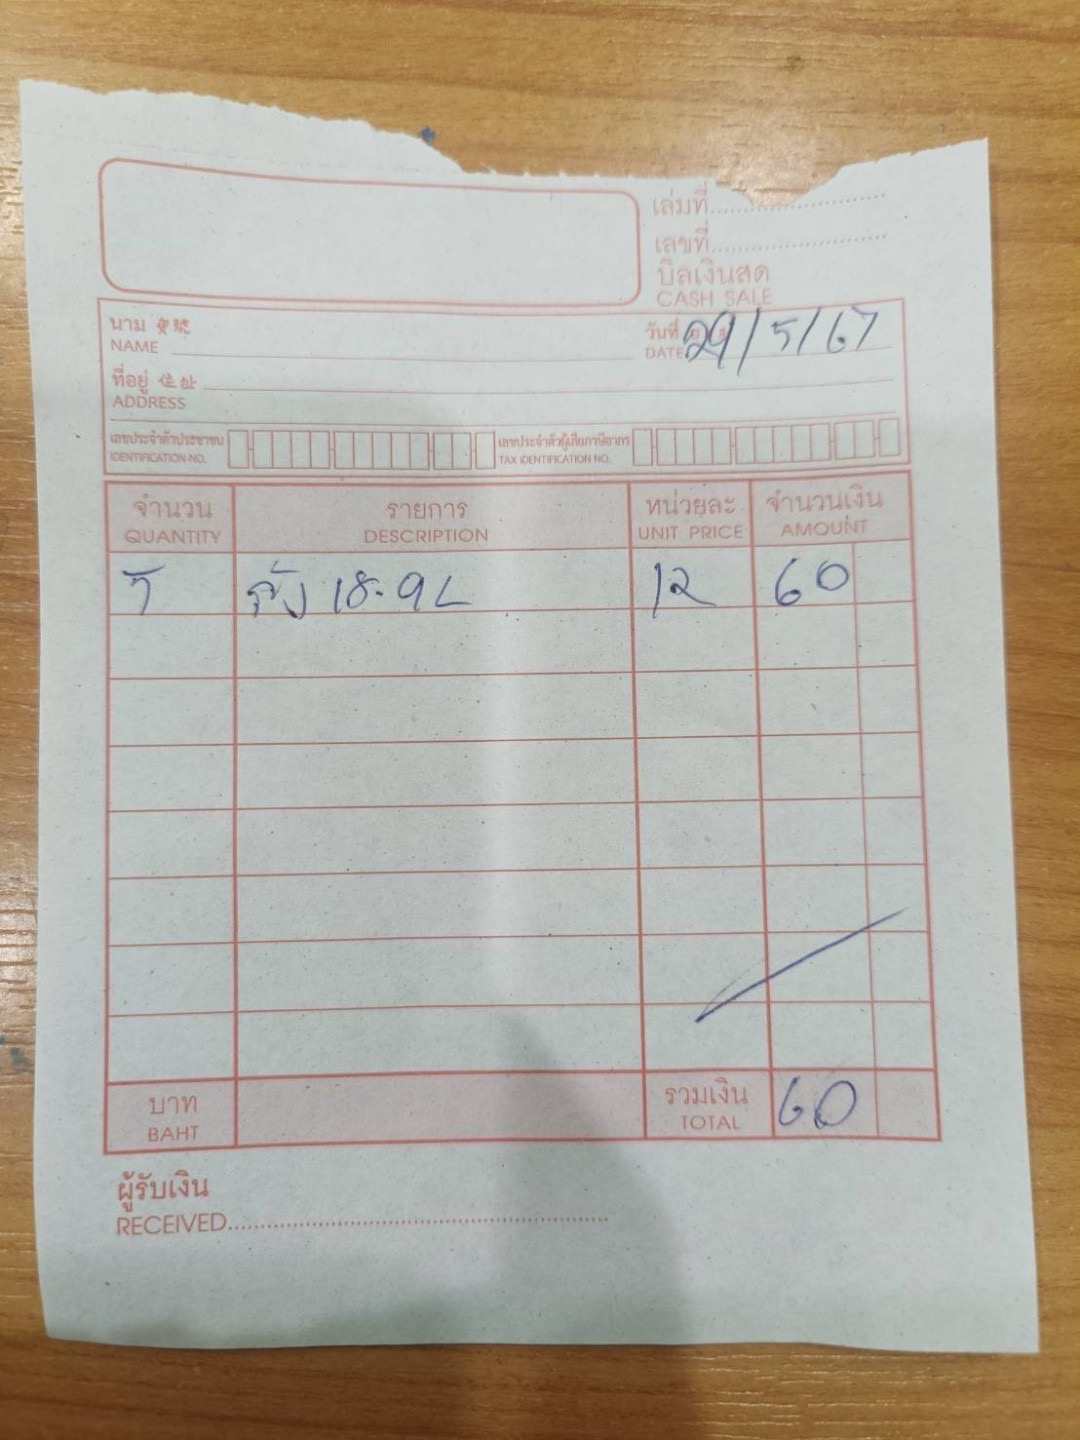 เล่มที่
เลขที่
บิลเงินสด
CASH SALE
นาม 寶號
NAME
วันที่ 29/5/67
DATE
ที่อยู่ 住址
ADDRESS
เลขประจำตัวประชาชน
IDENTIFICATION NO.
เลขประจำตัวผู้เสียภาษีอากร
TAX IDENTIFICATION NO.
จำนวน รายการ หน่วยละ จำนวนเงิน
QUANTITY DESCRIPTION UNIT PRICE AMOUNT
5 ถัง 18.9L 12 60
บาท รวมเงิน 60
BAHT TOTAL
ผู้รับเงิน
RECEIVED